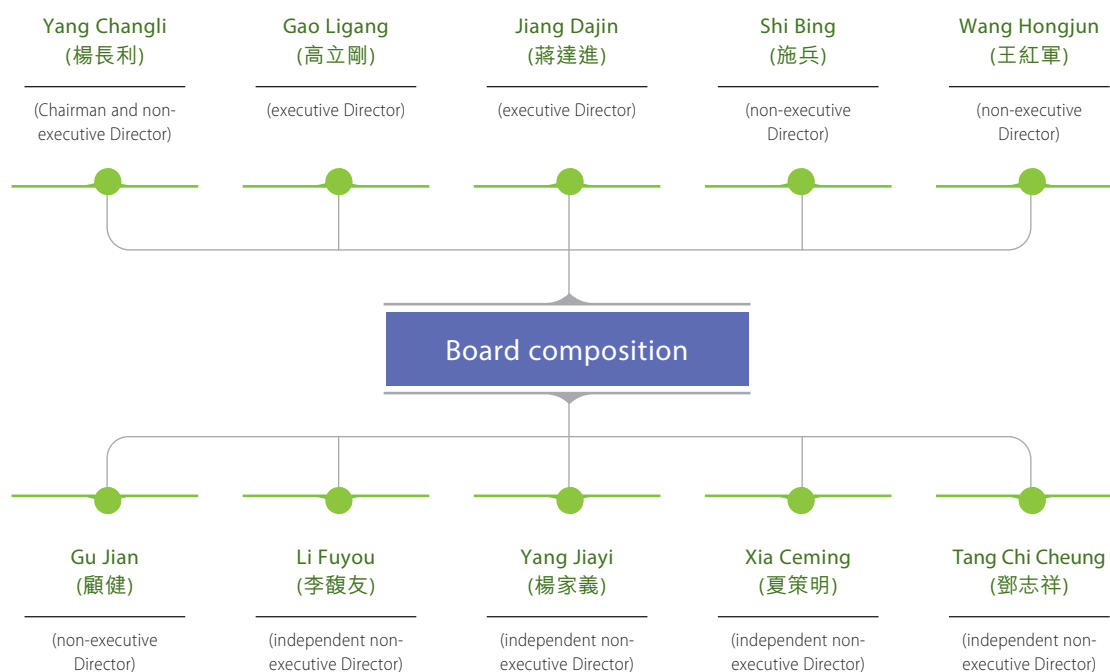 Yang Changli
(楊長利)
(Chairman and non-
executive Director)
Gao Ligang
(高立剛)
(executive Director)
Jiang Dajin
(蔣達進)
(executive Director)
Shi Bing
(施兵)
(non-executive
Director)
Wang Hongjun
(王紅軍)
(non-executive
Director)
Board composition
Gu Jian
(顧健)
(non-executive
Director)
Li Fuyou
(李馥友)
(independent non-
executive Director)
Yang Jiayi
(楊家義)
(independent non-
executive Director)
Xia Ceming
(夏策明)
(independent non-
executive Director)
Tang Chi Cheung
(鄧志祥)
(independent non-
executive Director)